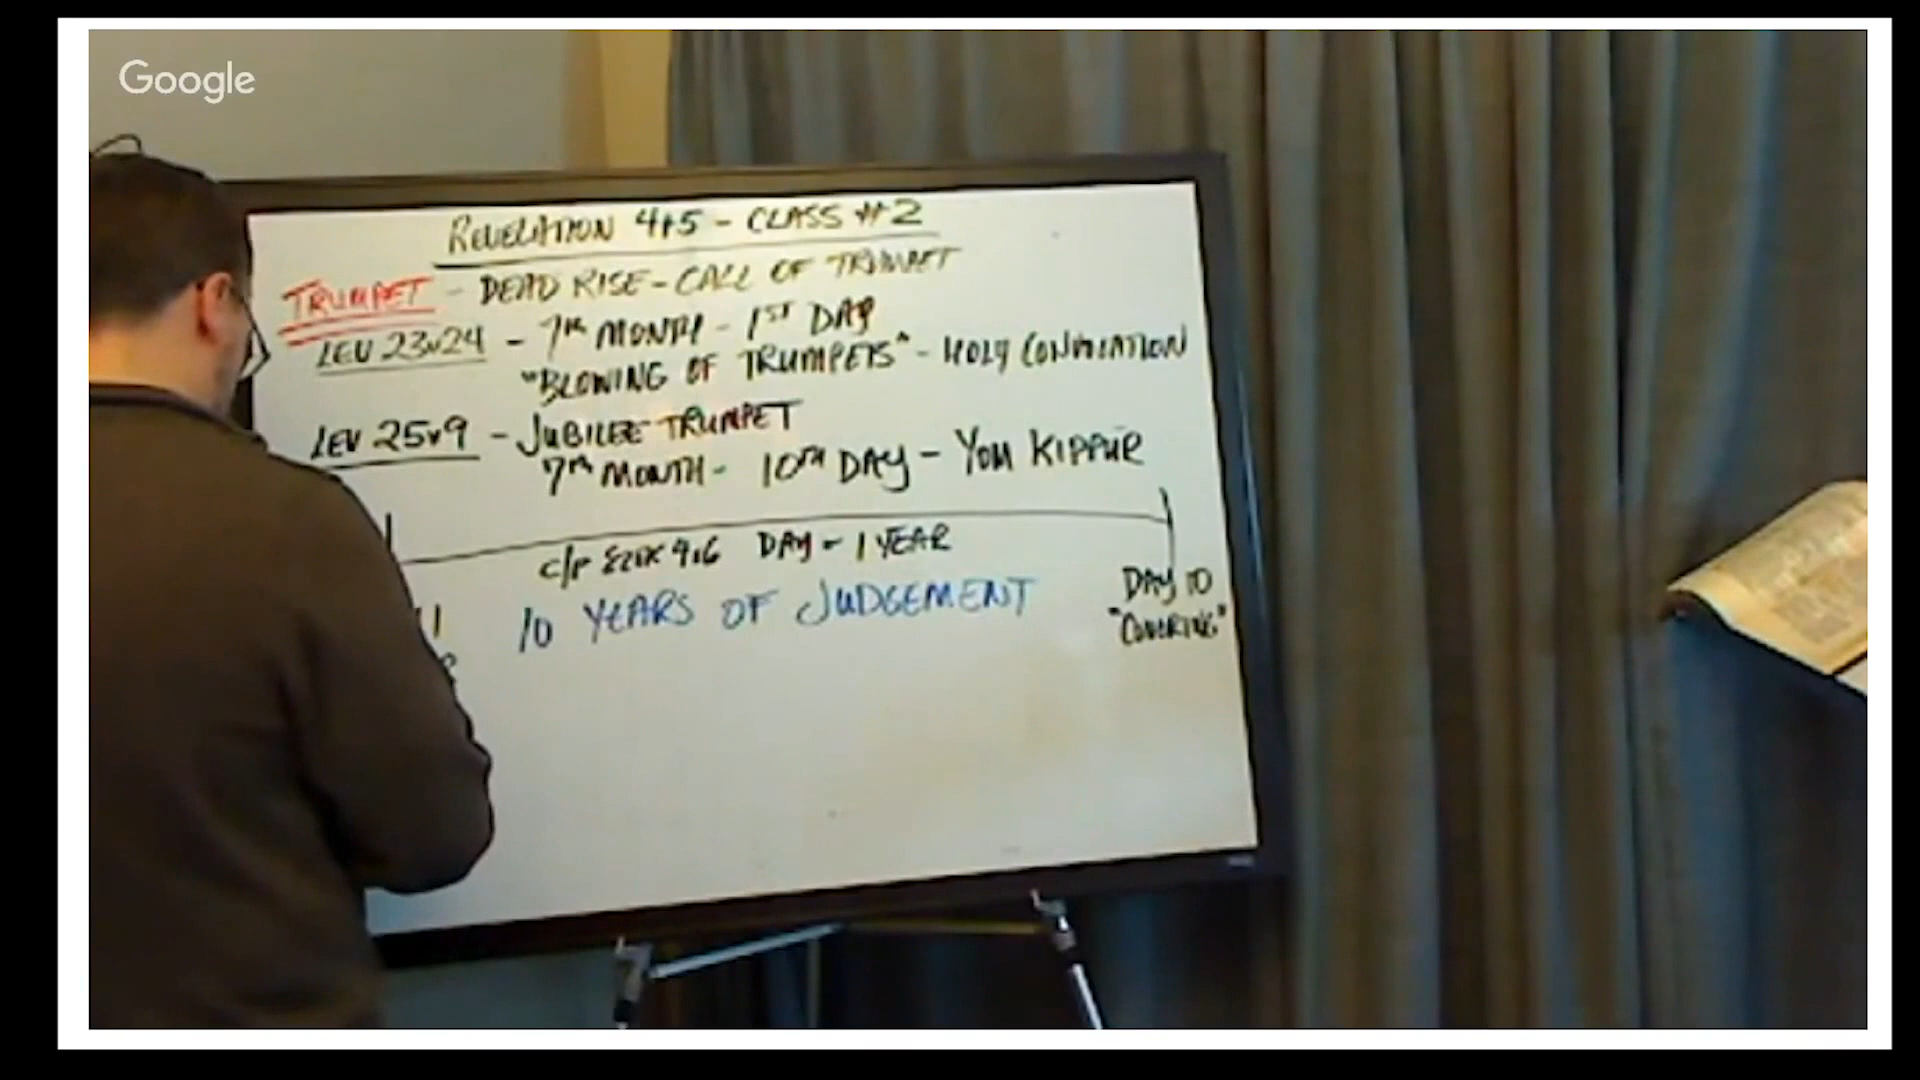 Google
REVELATION 4+5 - CLASS #2
TRUMPET - DEAD RISE - CALL OF TRUMPET
LEV 23v24 - 7TH MONTH - 1ST DAY
"BLOWING OF TRUMPETS" - HOLY CONVOCATION
LEV 25v9 - JUBILEE TRUMPET
7TH MONTH - 10TH DAY - YOM KIPPUR
C/P EZEK 4v6 DAY = 1 YEAR
10 YEARS OF JUDGEMENT
DAY 10
"COVERING"